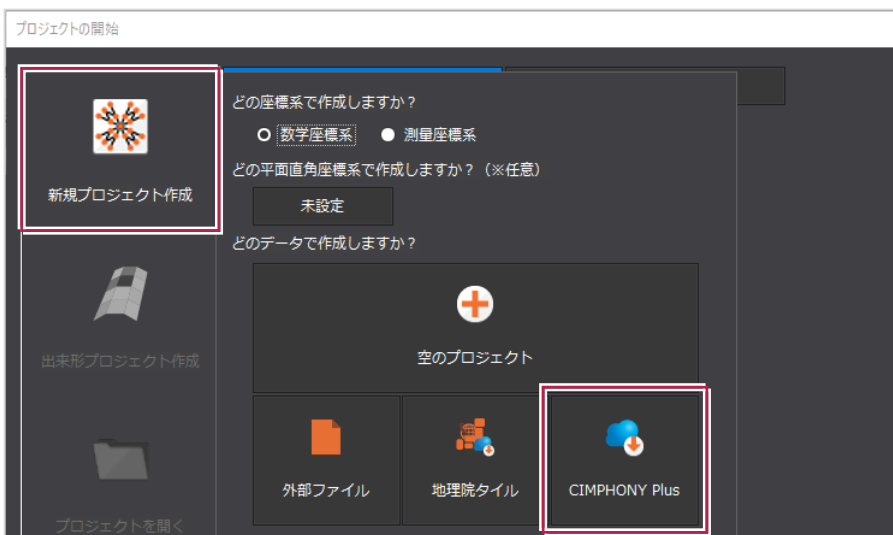 プロジェクトの開始
新規プロジェクト作成
出来形プロジェクト作成
プロジェクトを開く
どの座標系で作成しますか？
数学座標系 測量座標系
どの平面直角座標系で作成しますか？（※任意）
未設定
どのデータで作成しますか？
空のプロジェクト
外部ファイル
地理院タイル
CIMPHONY Plus